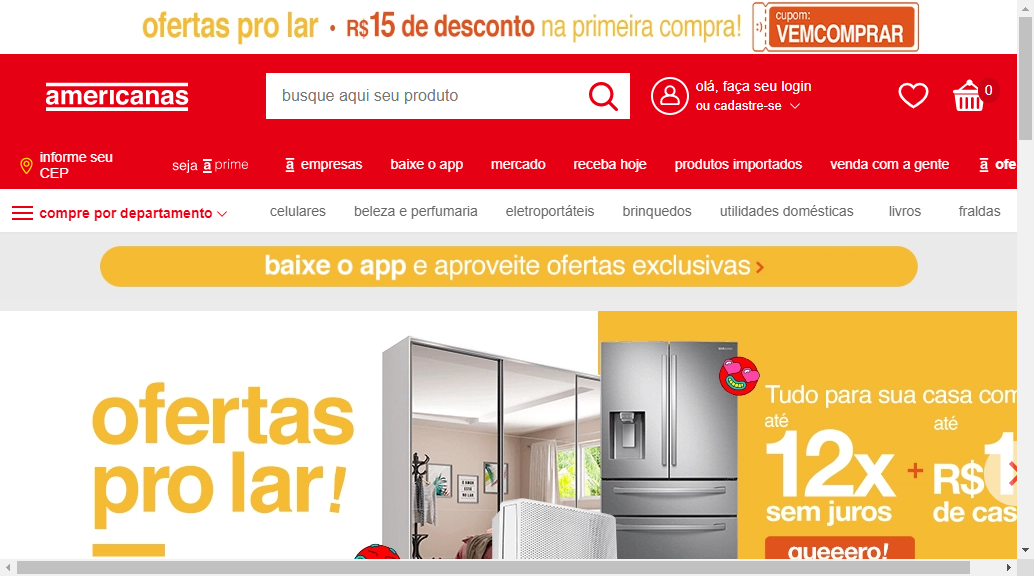 ofertas pro lar • R$15 de desconto na primeira compra!
cupom:
VEMCOMPRAR
americanas
busque aqui seu produto
olá, faça seu login
ou cadastre-se
0
informe seu
CEP
seja a prime
a empresas
baixe o app
mercado
receba hoje
produtos importados
venda com a gente
a ofe
compre por departamento
celulares
beleza e perfumaria
eletroportáteis
brinquedos
utilidades domésticas
livros
fraldas
baixe o app e aproveite ofertas exclusivas
ofertas
pro lar!
Tudo para sua casa com
até
12x
sem juros
+
até
R$1
de cas
queeero!